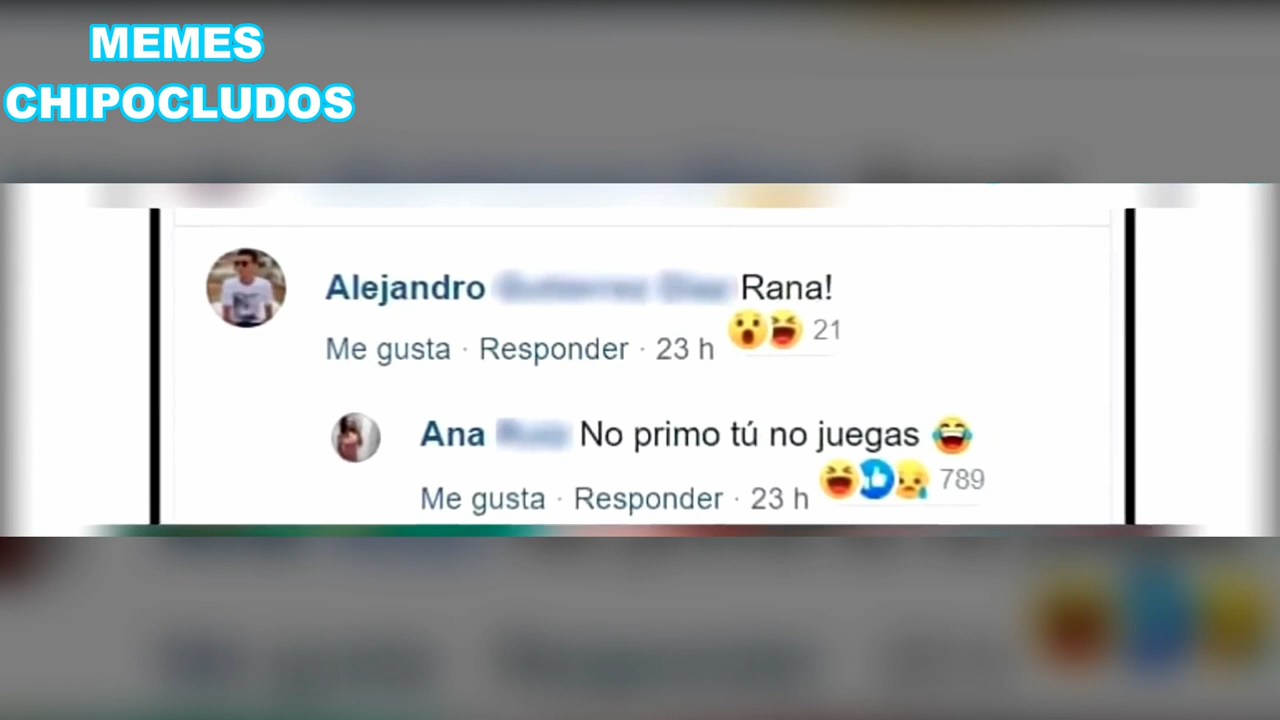 MEMES
CHIPOCLUDOS
Alejandro Rana!
Me gusta · Responder · 23 h 😮😆 21
Ana No primo tú no juegas 😂
Me gusta · Responder · 23 h 😆👍😢 789